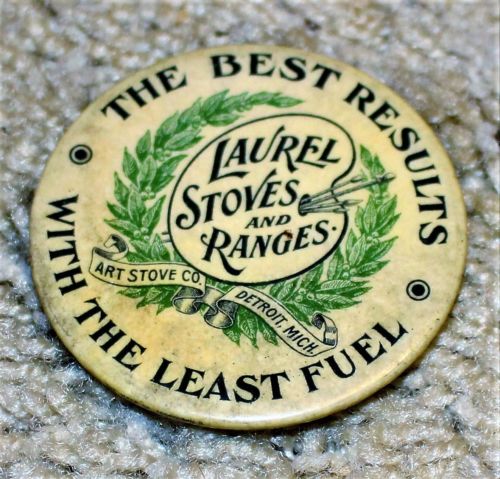 THE BEST RESULTS
LAUREL
STOVES
AND
RANGES.
ART STOVE CO.
DETROIT, MICH.
WITH THE LEAST FUEL